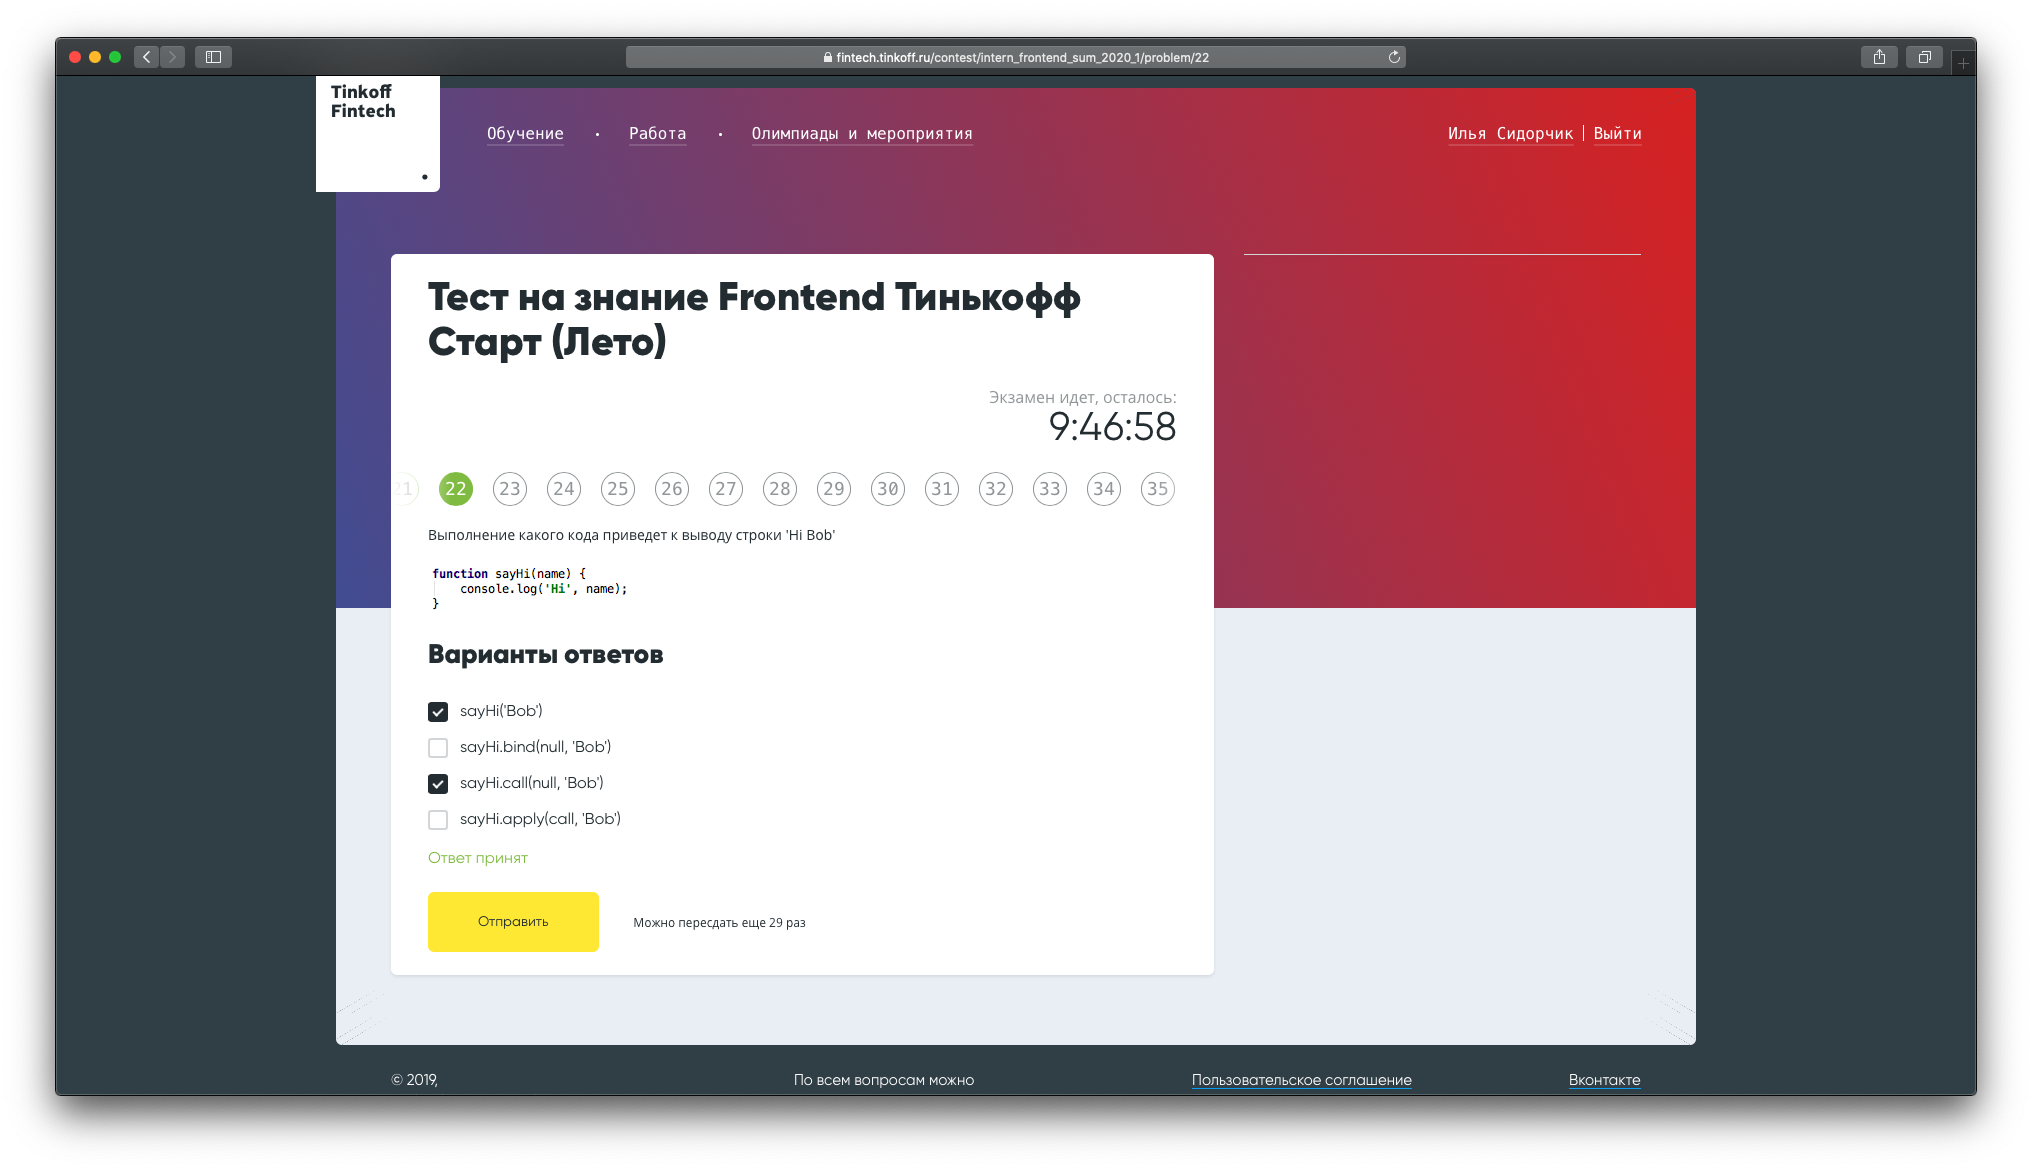 fintech.tinkoff.ru/contest/intern_frontend_sum_2020_1/problem/22
Tinkoff
Fintech
Обучение · Работа · Олимпиады и мероприятия
Илья Сидорчик | Выйти
Тест на знание Frontend Тинькофф
Старт (Лето)
Экзамен идет, осталось:
9:46:58
21 22 23 24 25 26 27 28 29 30 31 32 33 34 35
Выполнение какого кода приведет к выводу строки 'Hi Bob'
function sayHi(name) {
console.log('Hi', name);
}
Варианты ответов
sayHi('Bob')
sayHi.bind(null, 'Bob')
sayHi.call(null, 'Bob')
sayHi.apply(call, 'Bob')
Ответ принят
Отправить
Можно пересдать еще 29 раз
© 2019,
По всем вопросам можно
Пользовательское соглашение
Вконтакте